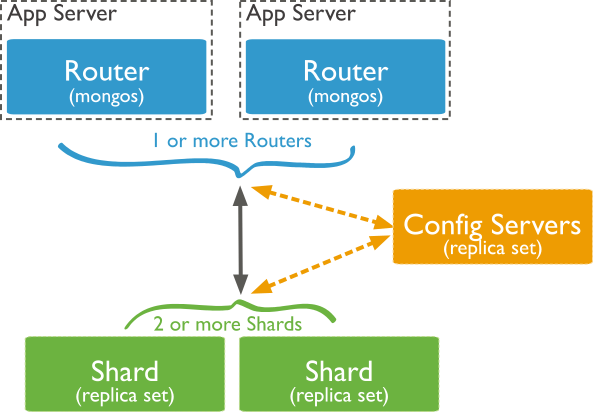 App Server
App Server
Router
(mongos)
Router
(mongos)
1 or more Routers
Config Servers
(replica set)
2 or more Shards
Shard
(replica set)
Shard
(replica set)